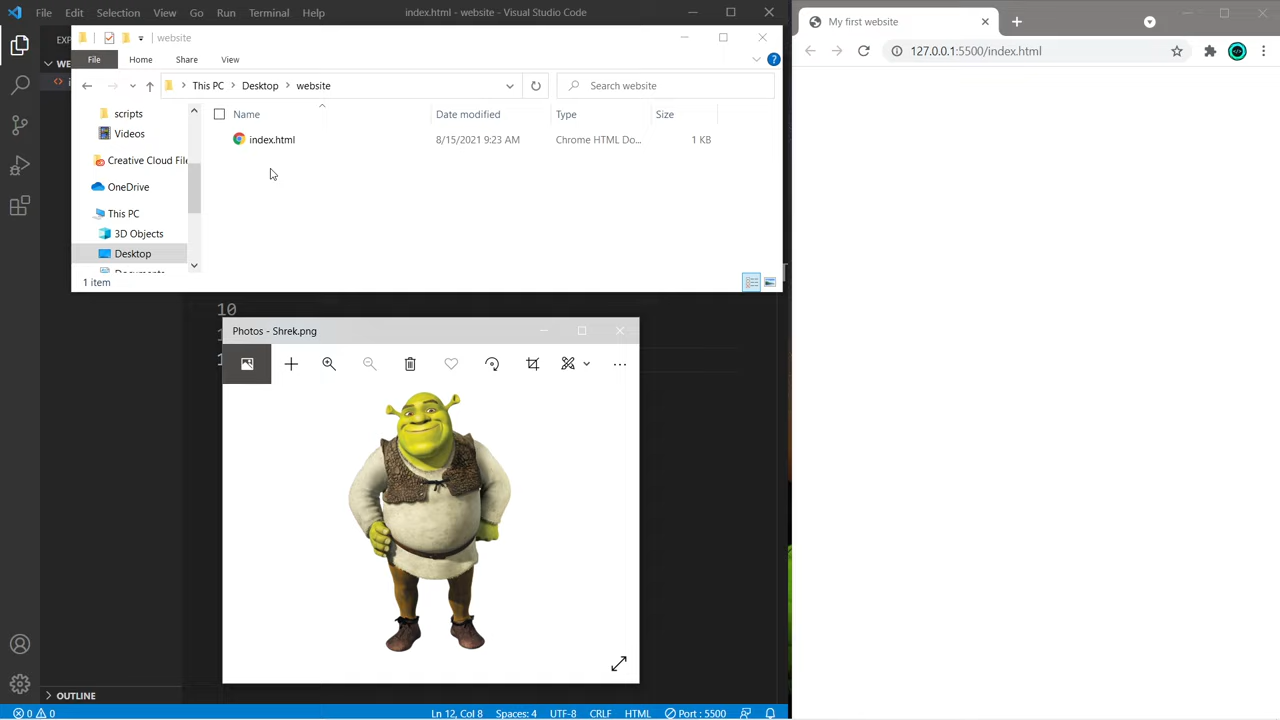 File Edit Selection View Go Run Terminal Help index.html - website - Visual Studio Code
My first website
website
127.0.0.1:5500/index.html
File Home Share View
This PC Desktop website Search website
Name Date modified Type Size
index.html 8/15/2021 9:23 AM Chrome HTML Do... 1 KB
scripts
Videos
Creative Cloud File
OneDrive
This PC
3D Objects
Desktop
Documents
1 item
10
Photos - Shrek.png
OUTLINE
0 0 Ln 12, Col 8 Spaces: 4 UTF-8 CRLF HTML Port : 5500